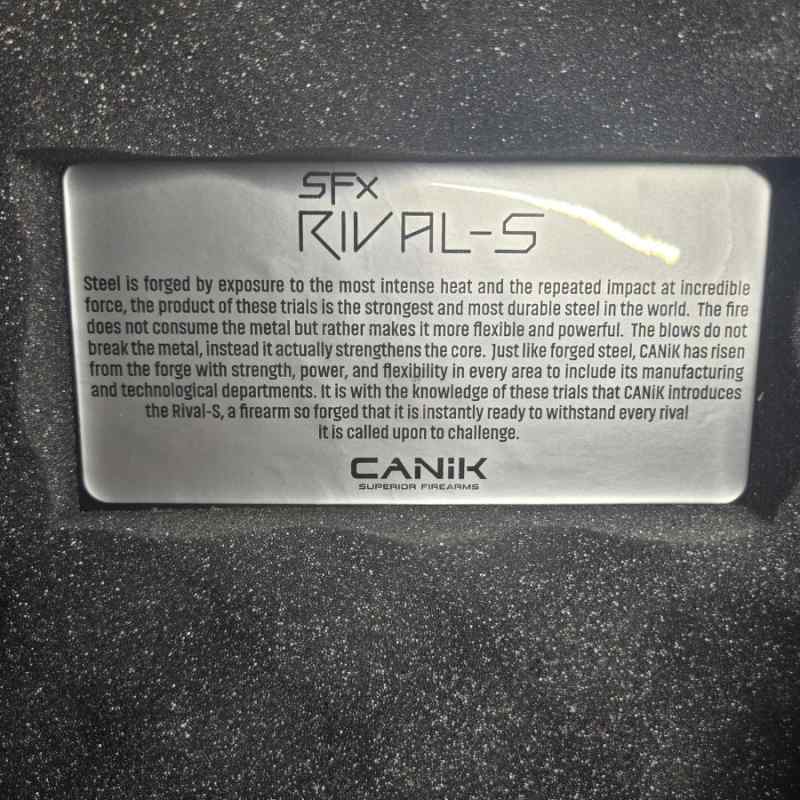 SFx
RIVAL-S
Steel is forged by exposure to the most intense heat and the repeated impact at incredible
force, the product of these trials is the strongest and most durable steel in the world. The fire
does not consume the metal but rather makes it more flexible and powerful. The blows do not
break the metal, instead it actually strengthens the core. Just like forged steel, CANiK has risen
from the forge with strength, power, and flexibility in every area to include its manufacturing
and technological departments. It is with the knowledge of these trials that CANiK introduces
the Rival-S, a firearm so forged that it is instantly ready to withstand every rival
it is called upon to challenge.
CANiK
SUPERIOR FIREARMS